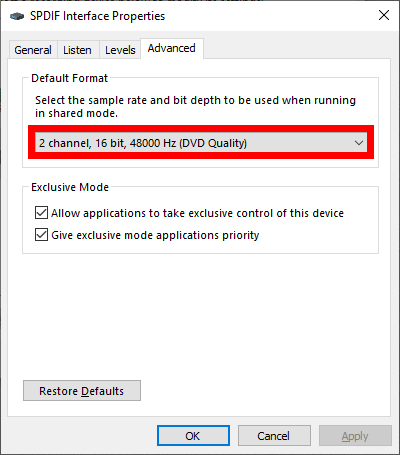 SPDIF Interface Properties
General Listen Levels Advanced
Default Format
Select the sample rate and bit depth to be used when running
in shared mode.
2 channel, 16 bit, 48000 Hz (DVD Quality)
Exclusive Mode
Allow applications to take exclusive control of this device
Give exclusive mode applications priority
Restore Defaults
OK Cancel Apply